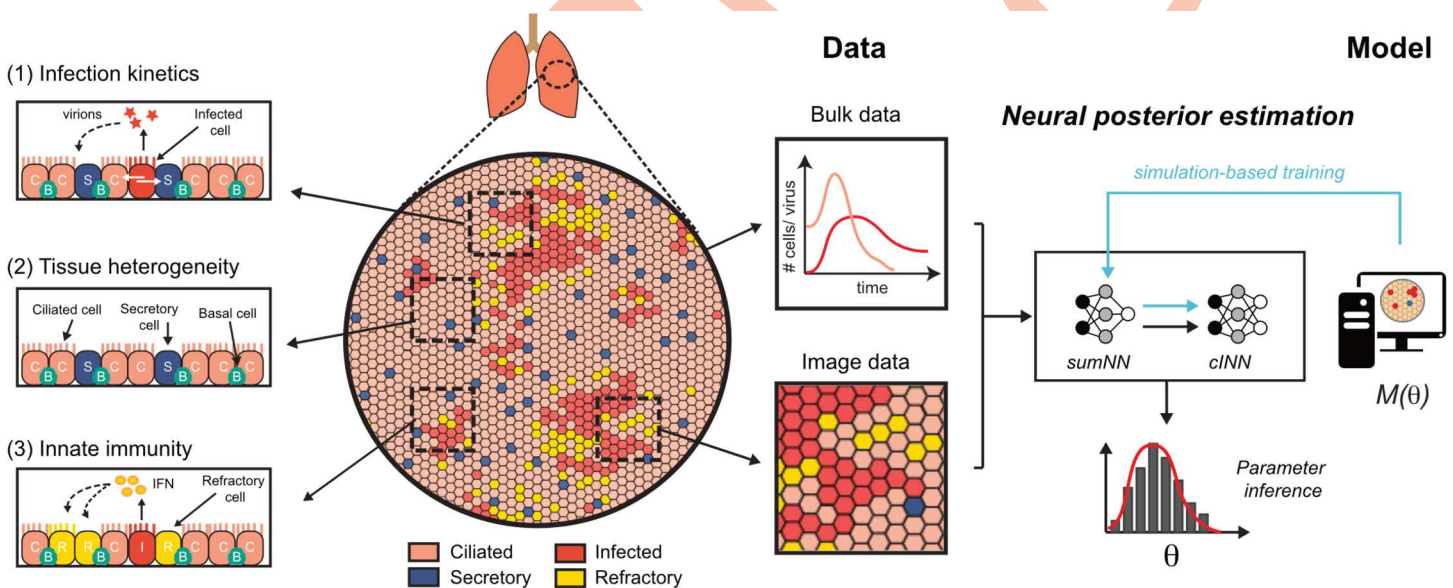 Data
Model
(1) Infection kinetics
virions
Infected
cell
C C S C S C C C
B B B B
(2) Tissue heterogeneity
Ciliated cell
Secretory
cell
Basal cell
C C S C C S C C C
B B B B
(3) Innate immunity
IFN
Refractory
cell
C R R C I R C C C
B B B B
Ciliated
Infected
Secretory
Refractory
Bulk data
# cells/ virus
time
Image data
Neural posterior estimation
simulation-based training
sumNN
cINN
M(θ)
Parameter
inference
θ